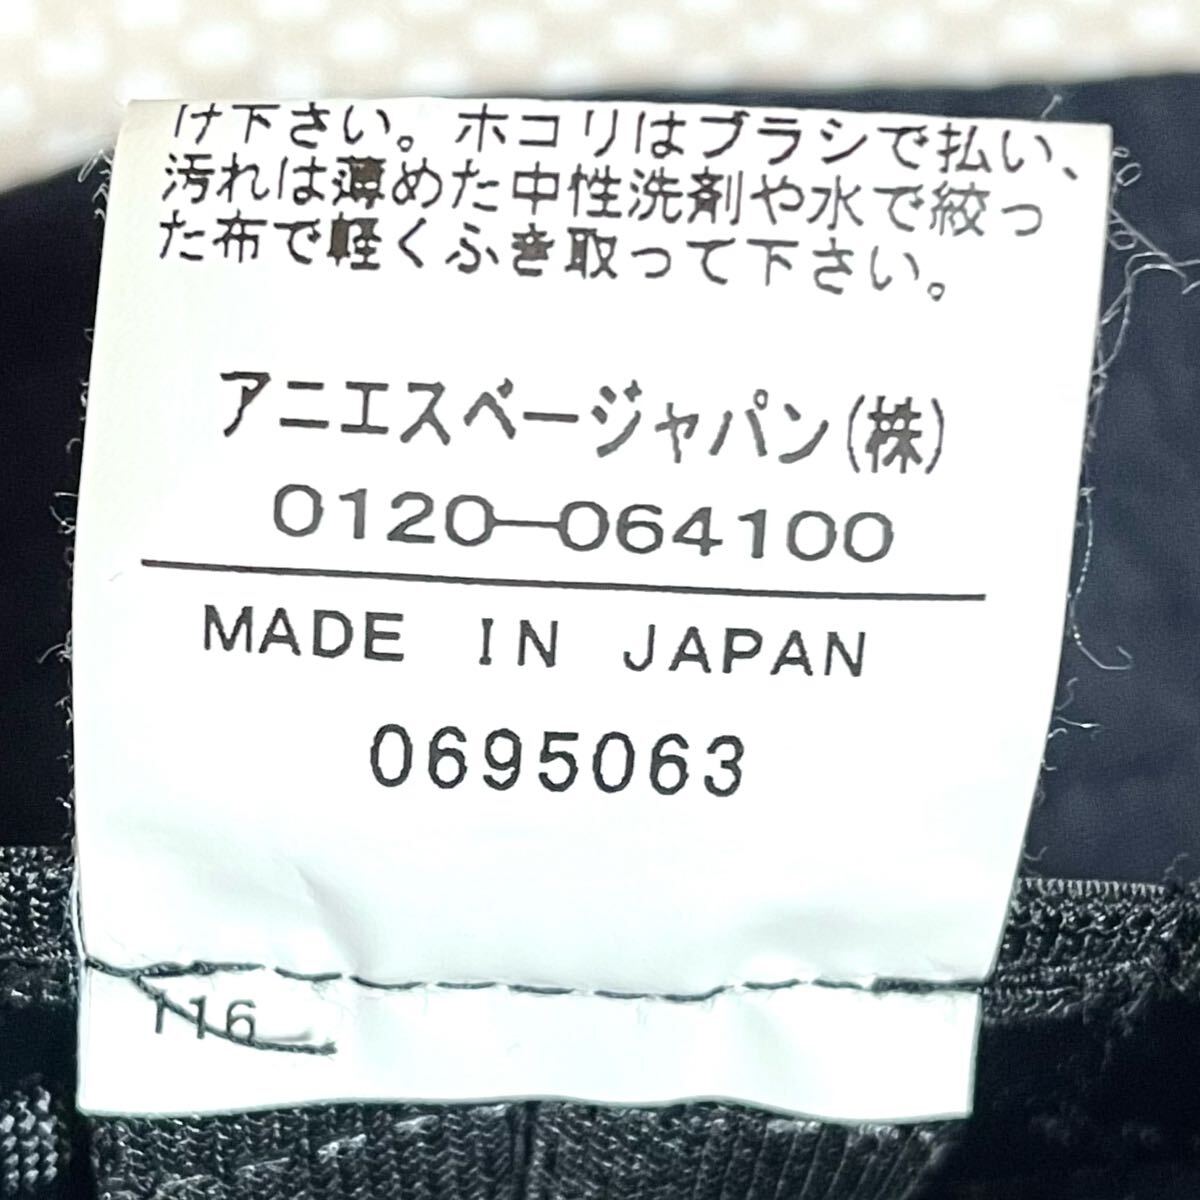 け下さい。ホコリはブラシで払い、
汚れは薄めた中性洗剤や水で絞っ
た布で軽くふき取って下さい。
アニエスベージャパン(株)
0120-064100
MADE IN JAPAN
0695063
116